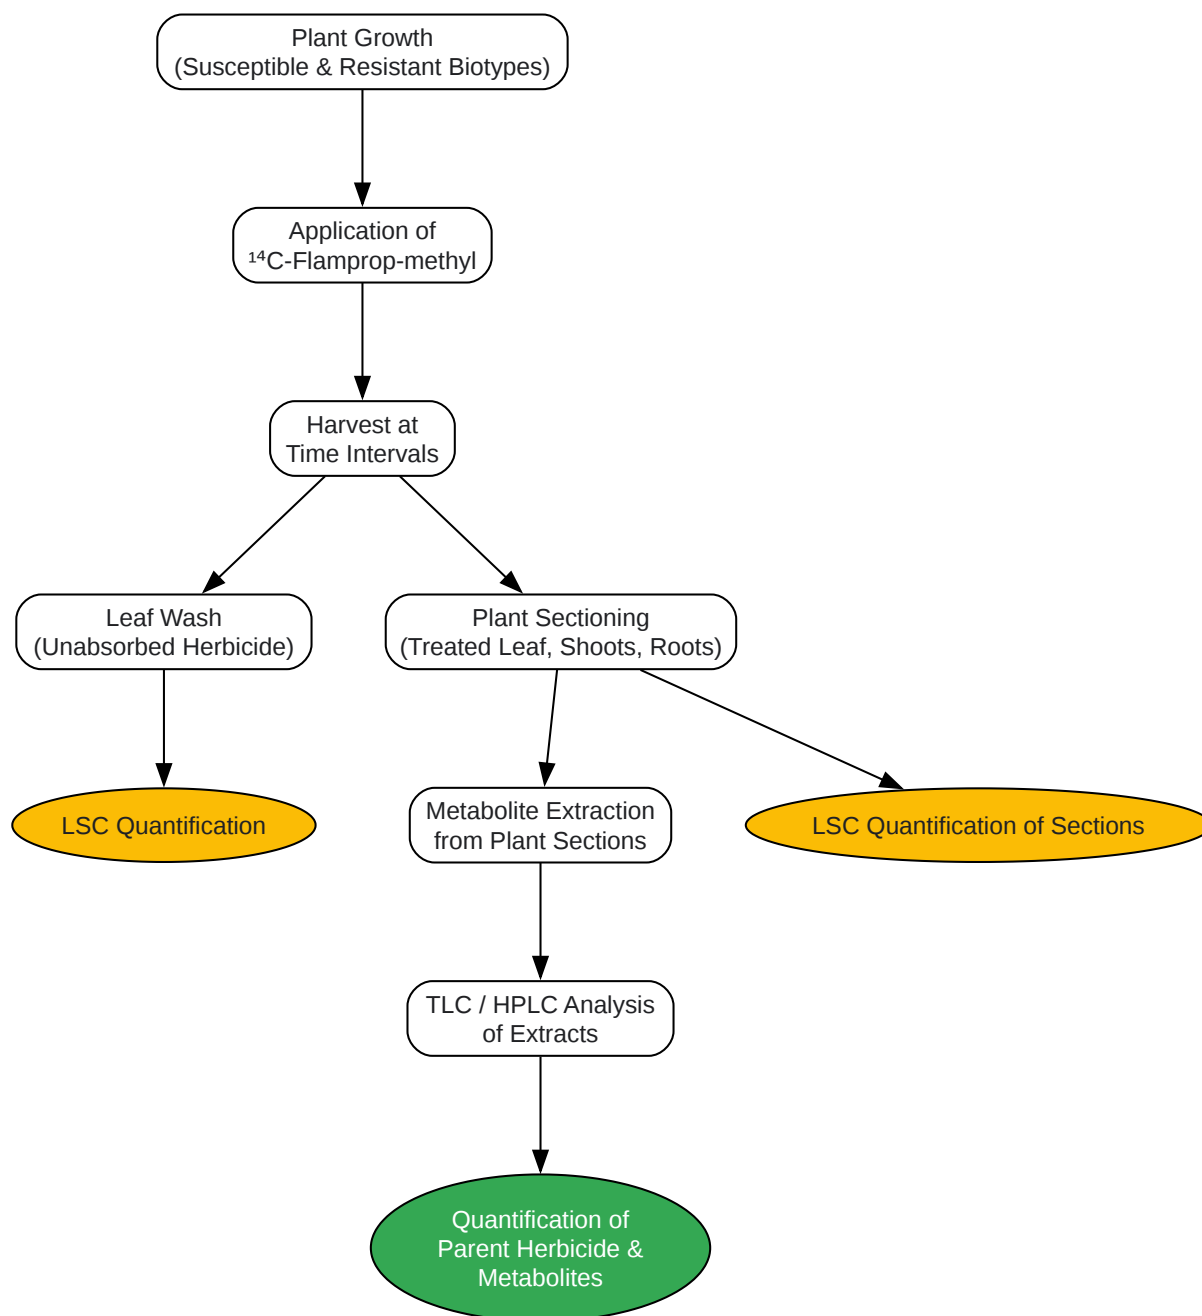 Plant Growth
(Susceptible & Resistant Biotypes)
Application of
¹⁴C-Flamprop-methyl
Harvest at
Time Intervals
Leaf Wash
(Unabsorbed Herbicide)
Plant Sectioning
(Treated Leaf, Shoots, Roots)
LSC Quantification
Metabolite Extraction
from Plant Sections
LSC Quantification of Sections
TLC / HPLC Analysis
of Extracts
Quantification of
Parent Herbicide &
Metabolites